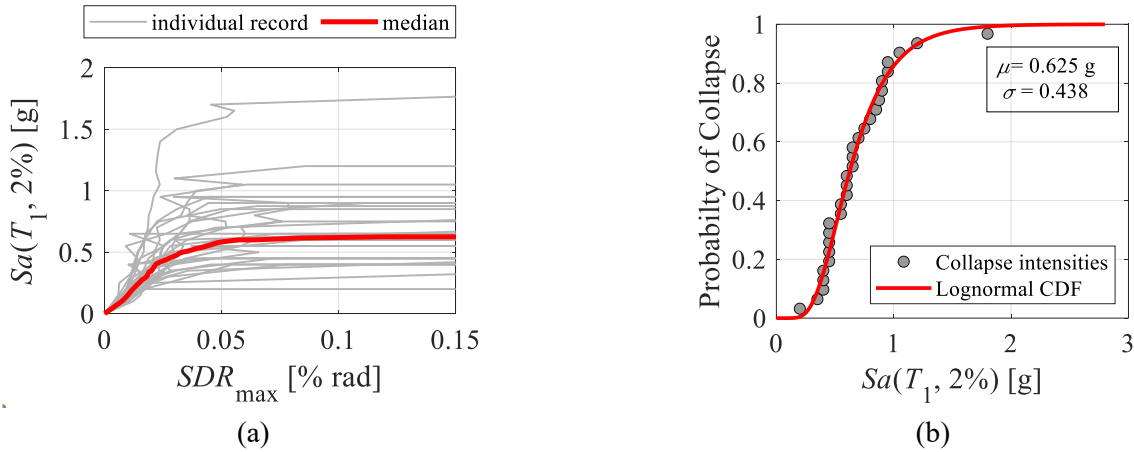 individual record median
2
1.5
1
0.5
0
0 0.05 0.1 0.15
Sa(T1, 2%) [g]
SDRmax [% rad]
(a)
1
0.8
0.6
0.4
0.2
0
0 1 2 3
Probabilty of Collapse
μ= 0.625 g
σ = 0.438
Collapse intensities
Lognormal CDF
Sa(T1, 2%) [g]
(b)